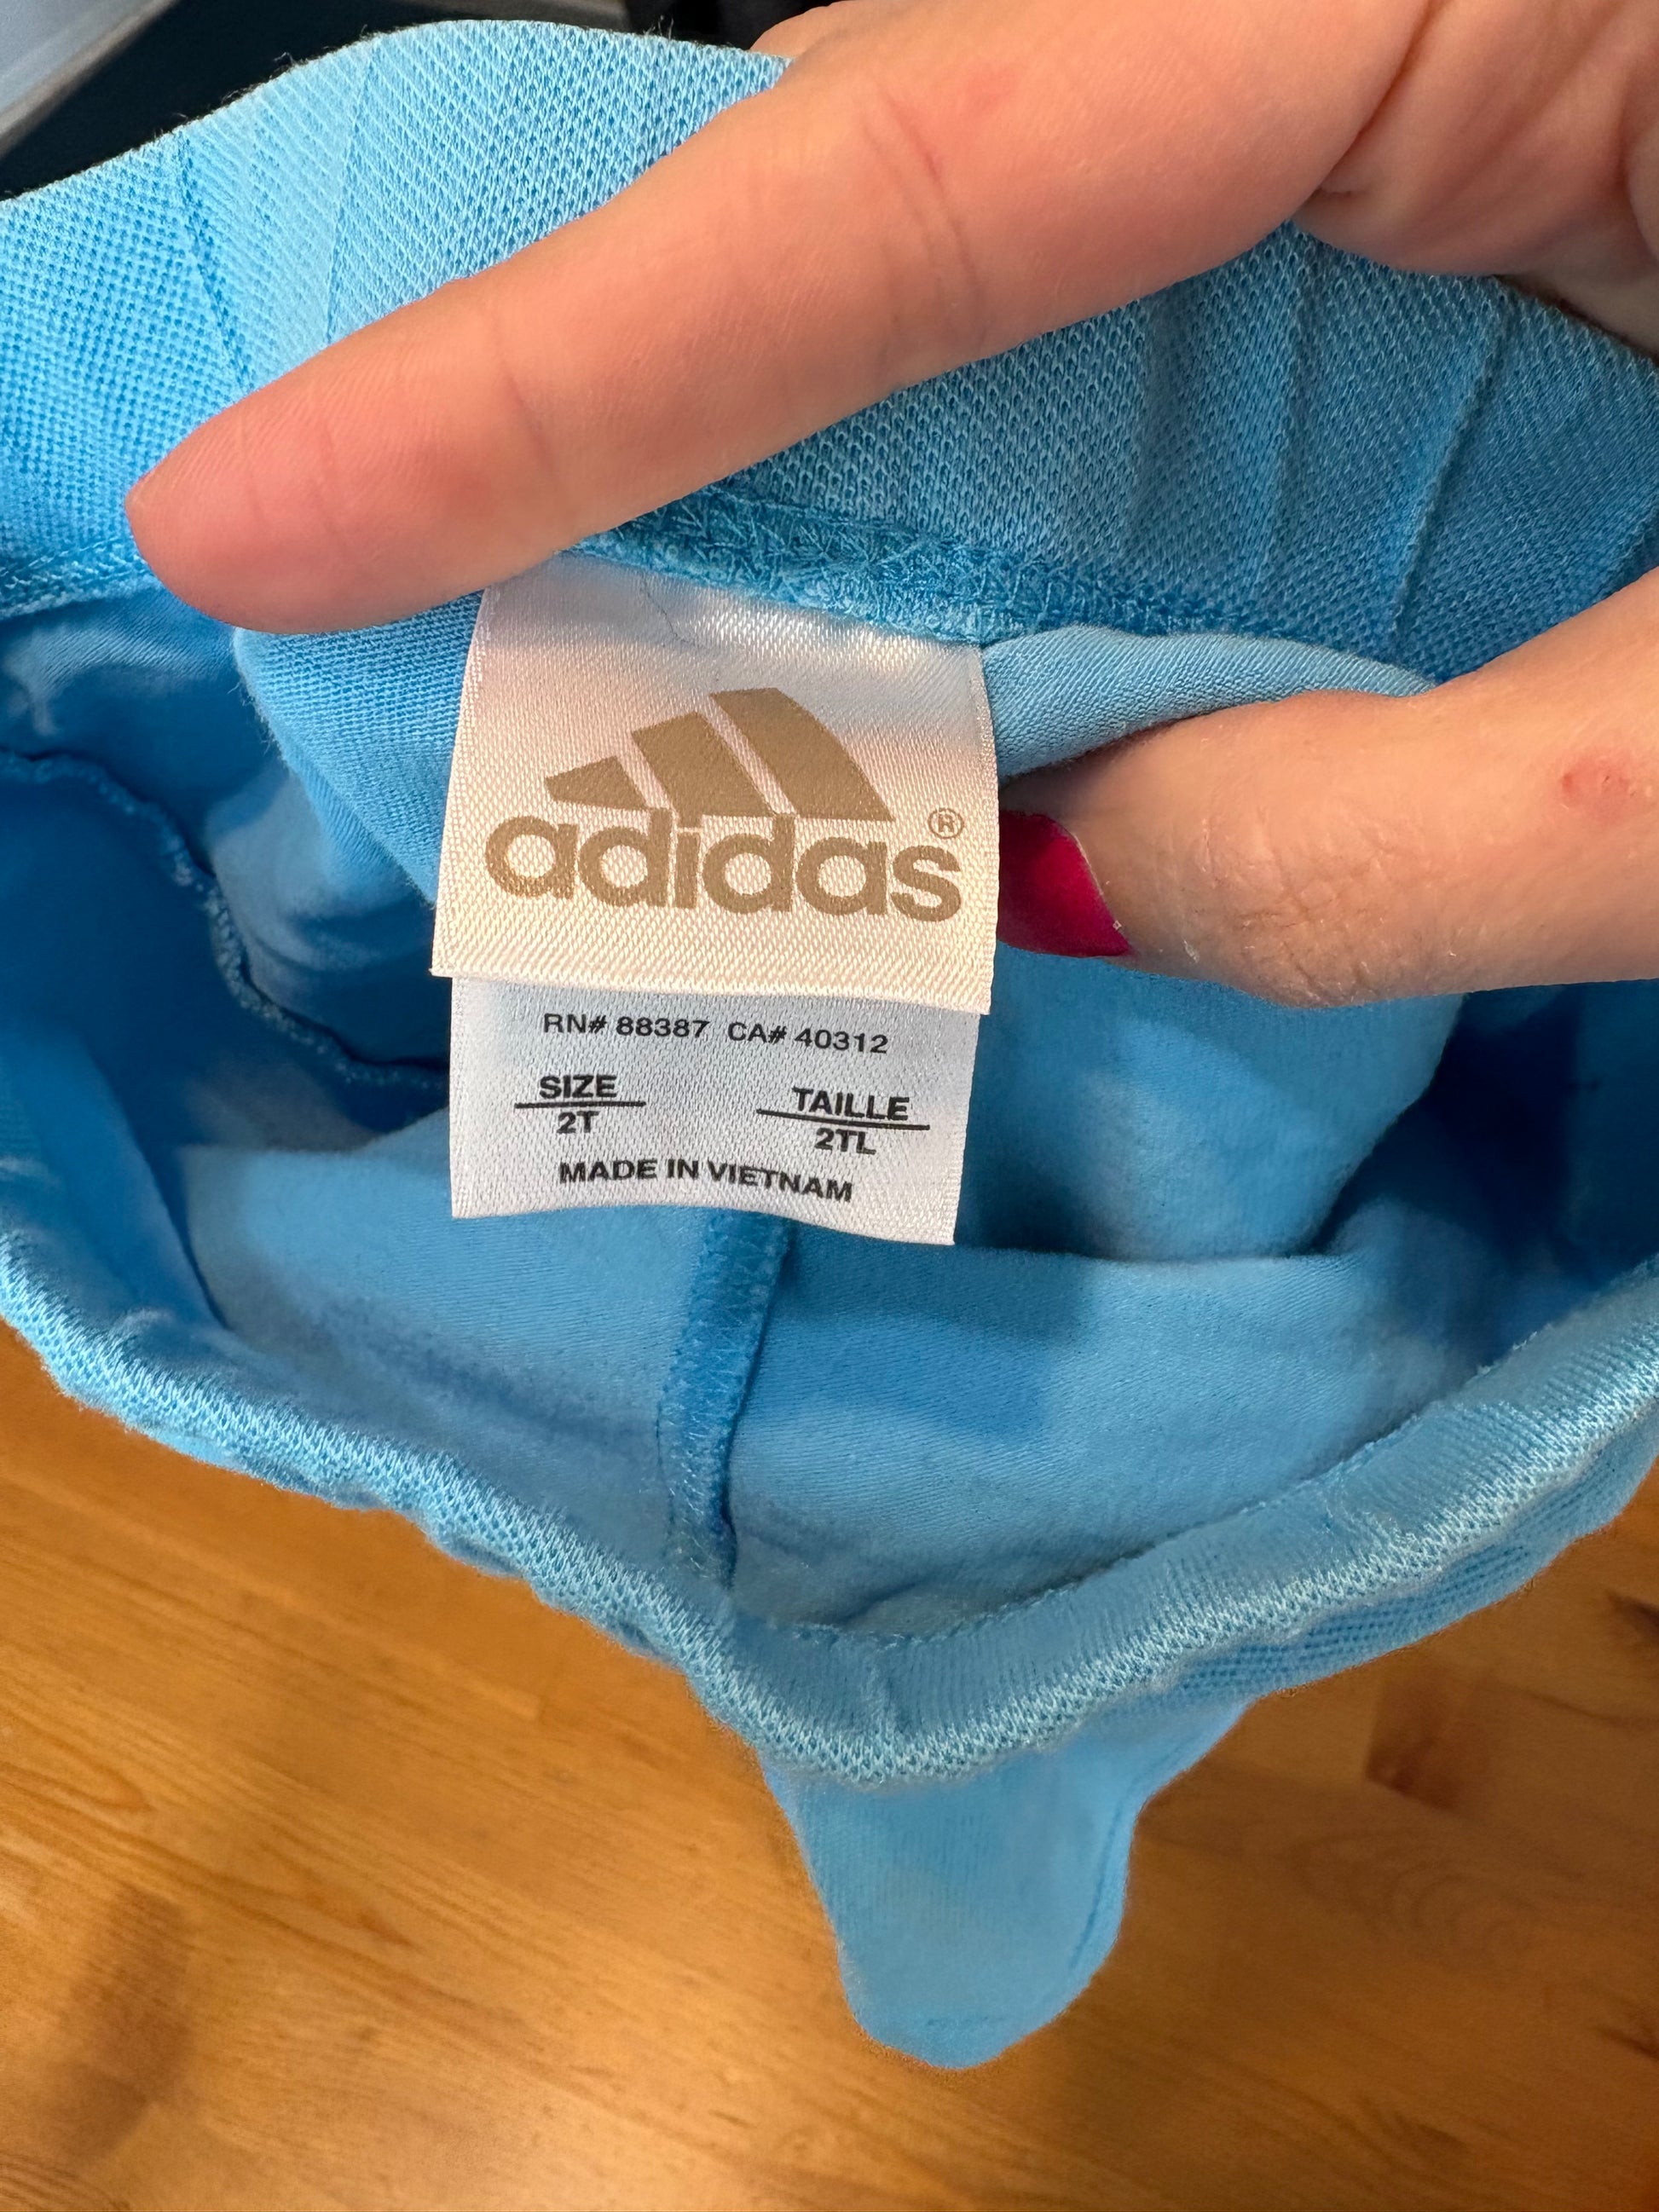 adidas®
RN# 88387 CA# 40312
SIZE TAILLE
2T 2TL
MADE IN VIETNAM